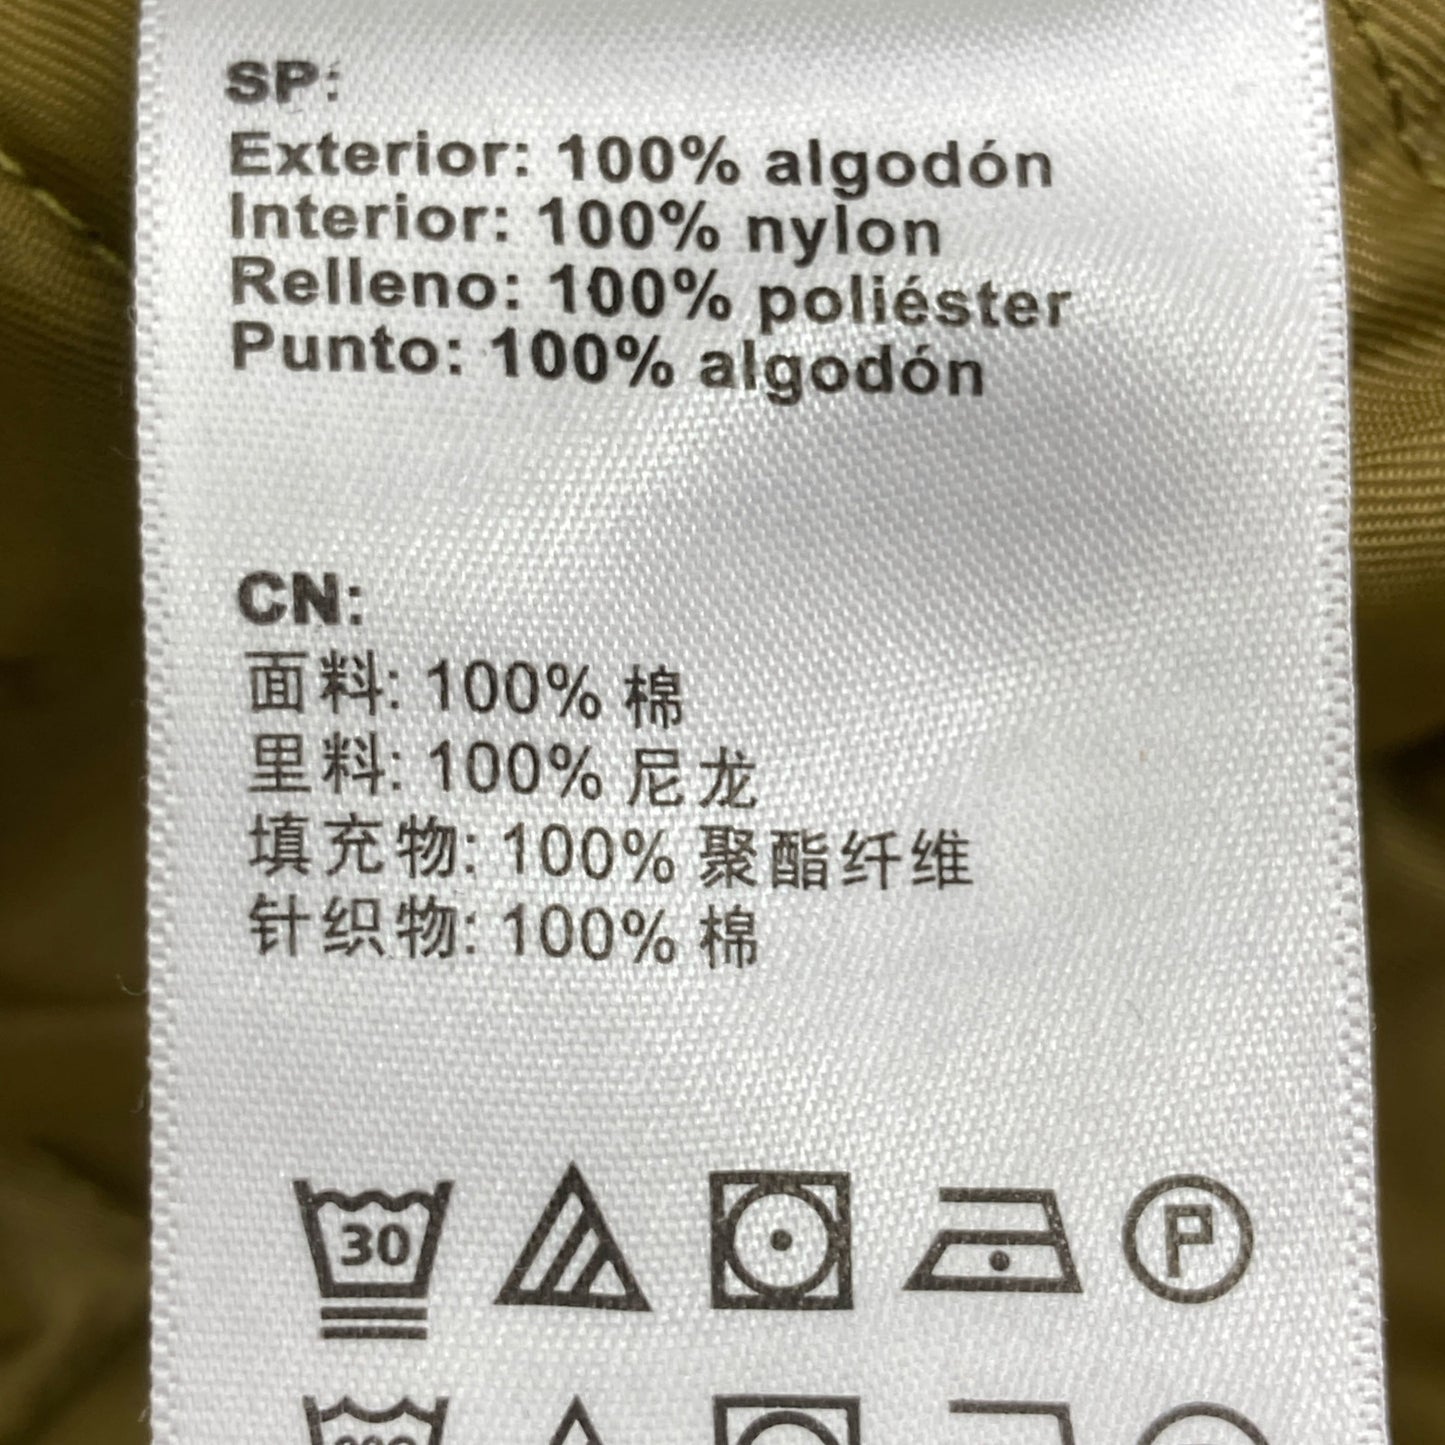 SP:
Exterior: 100% algodón
Interior: 100% nylon
Relleno: 100% poliéster
Punto: 100% algodón
CN:
面料: 100% 棉
里料: 100% 尼龙
填充物: 100% 聚酯纤维
针织物: 100% 棉
30 P